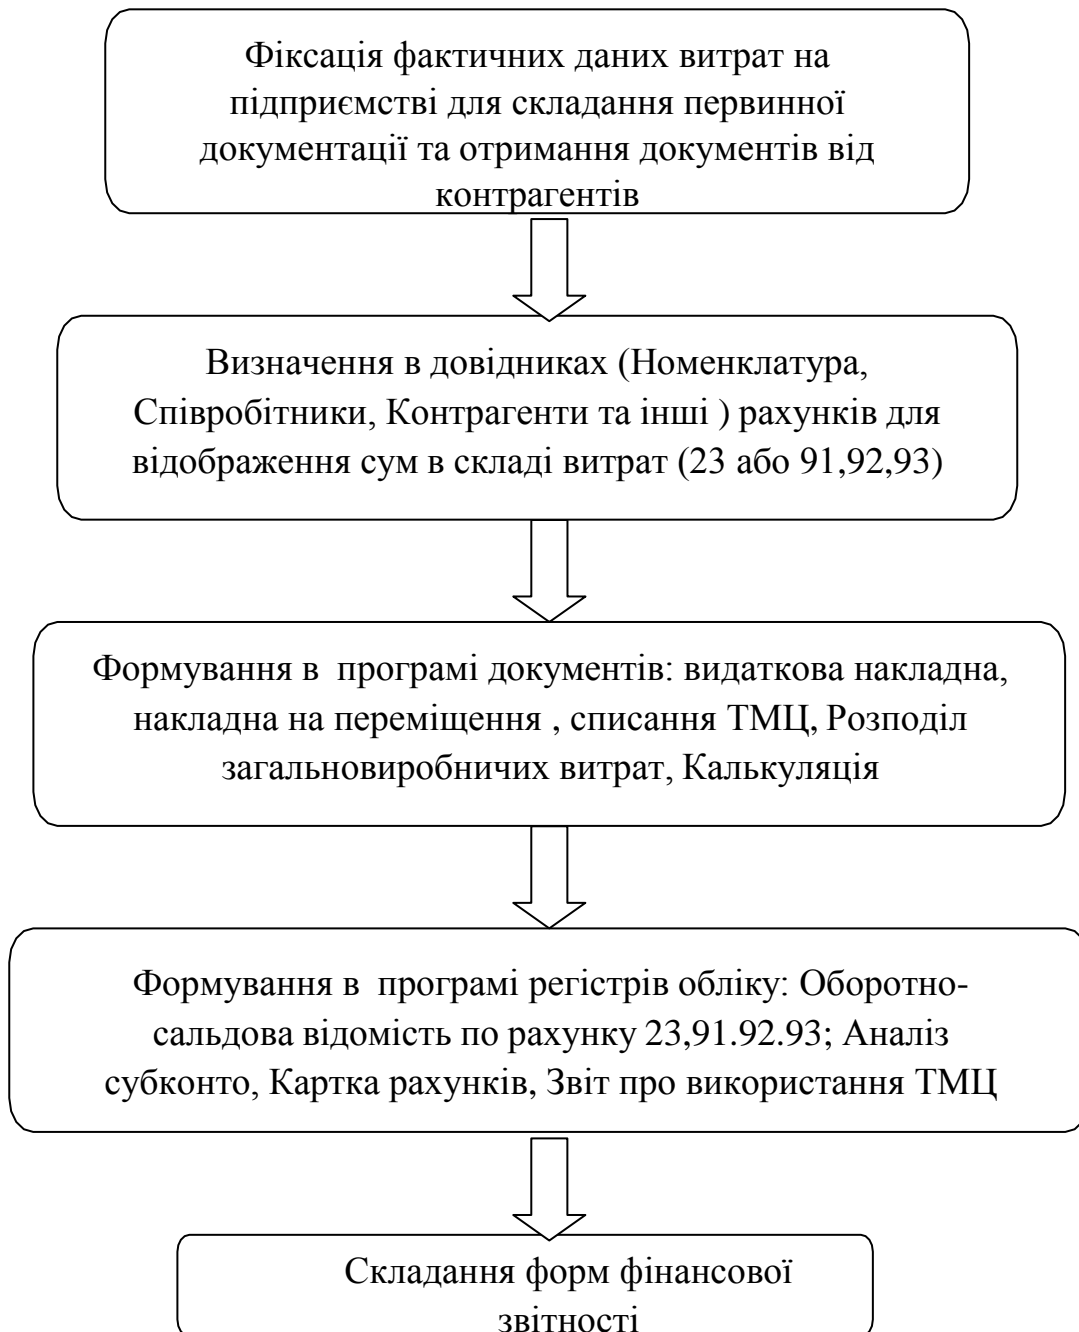 Фіксація фактичних даних витрат на
підприємстві для складання первинної
документації та отримання документів від
контрагентів
Визначення в довідниках (Номенклатура,
Співробітники, Контрагенти та інші ) рахунків для
відображення сум в складі витрат (23 або 91,92,93)
Формування в  програмі документів: видаткова накладна,
накладна на переміщення , списання ТМЦ, Розподіл
загальновиробничих витрат, Калькуляція
Формування в  програмі регістрів обліку: Оборотно-
сальдова відомість по рахунку 23,91.92.93; Аналіз
субконто, Картка рахунків, Звіт про використання ТМЦ
Складання форм фінансової
звітності